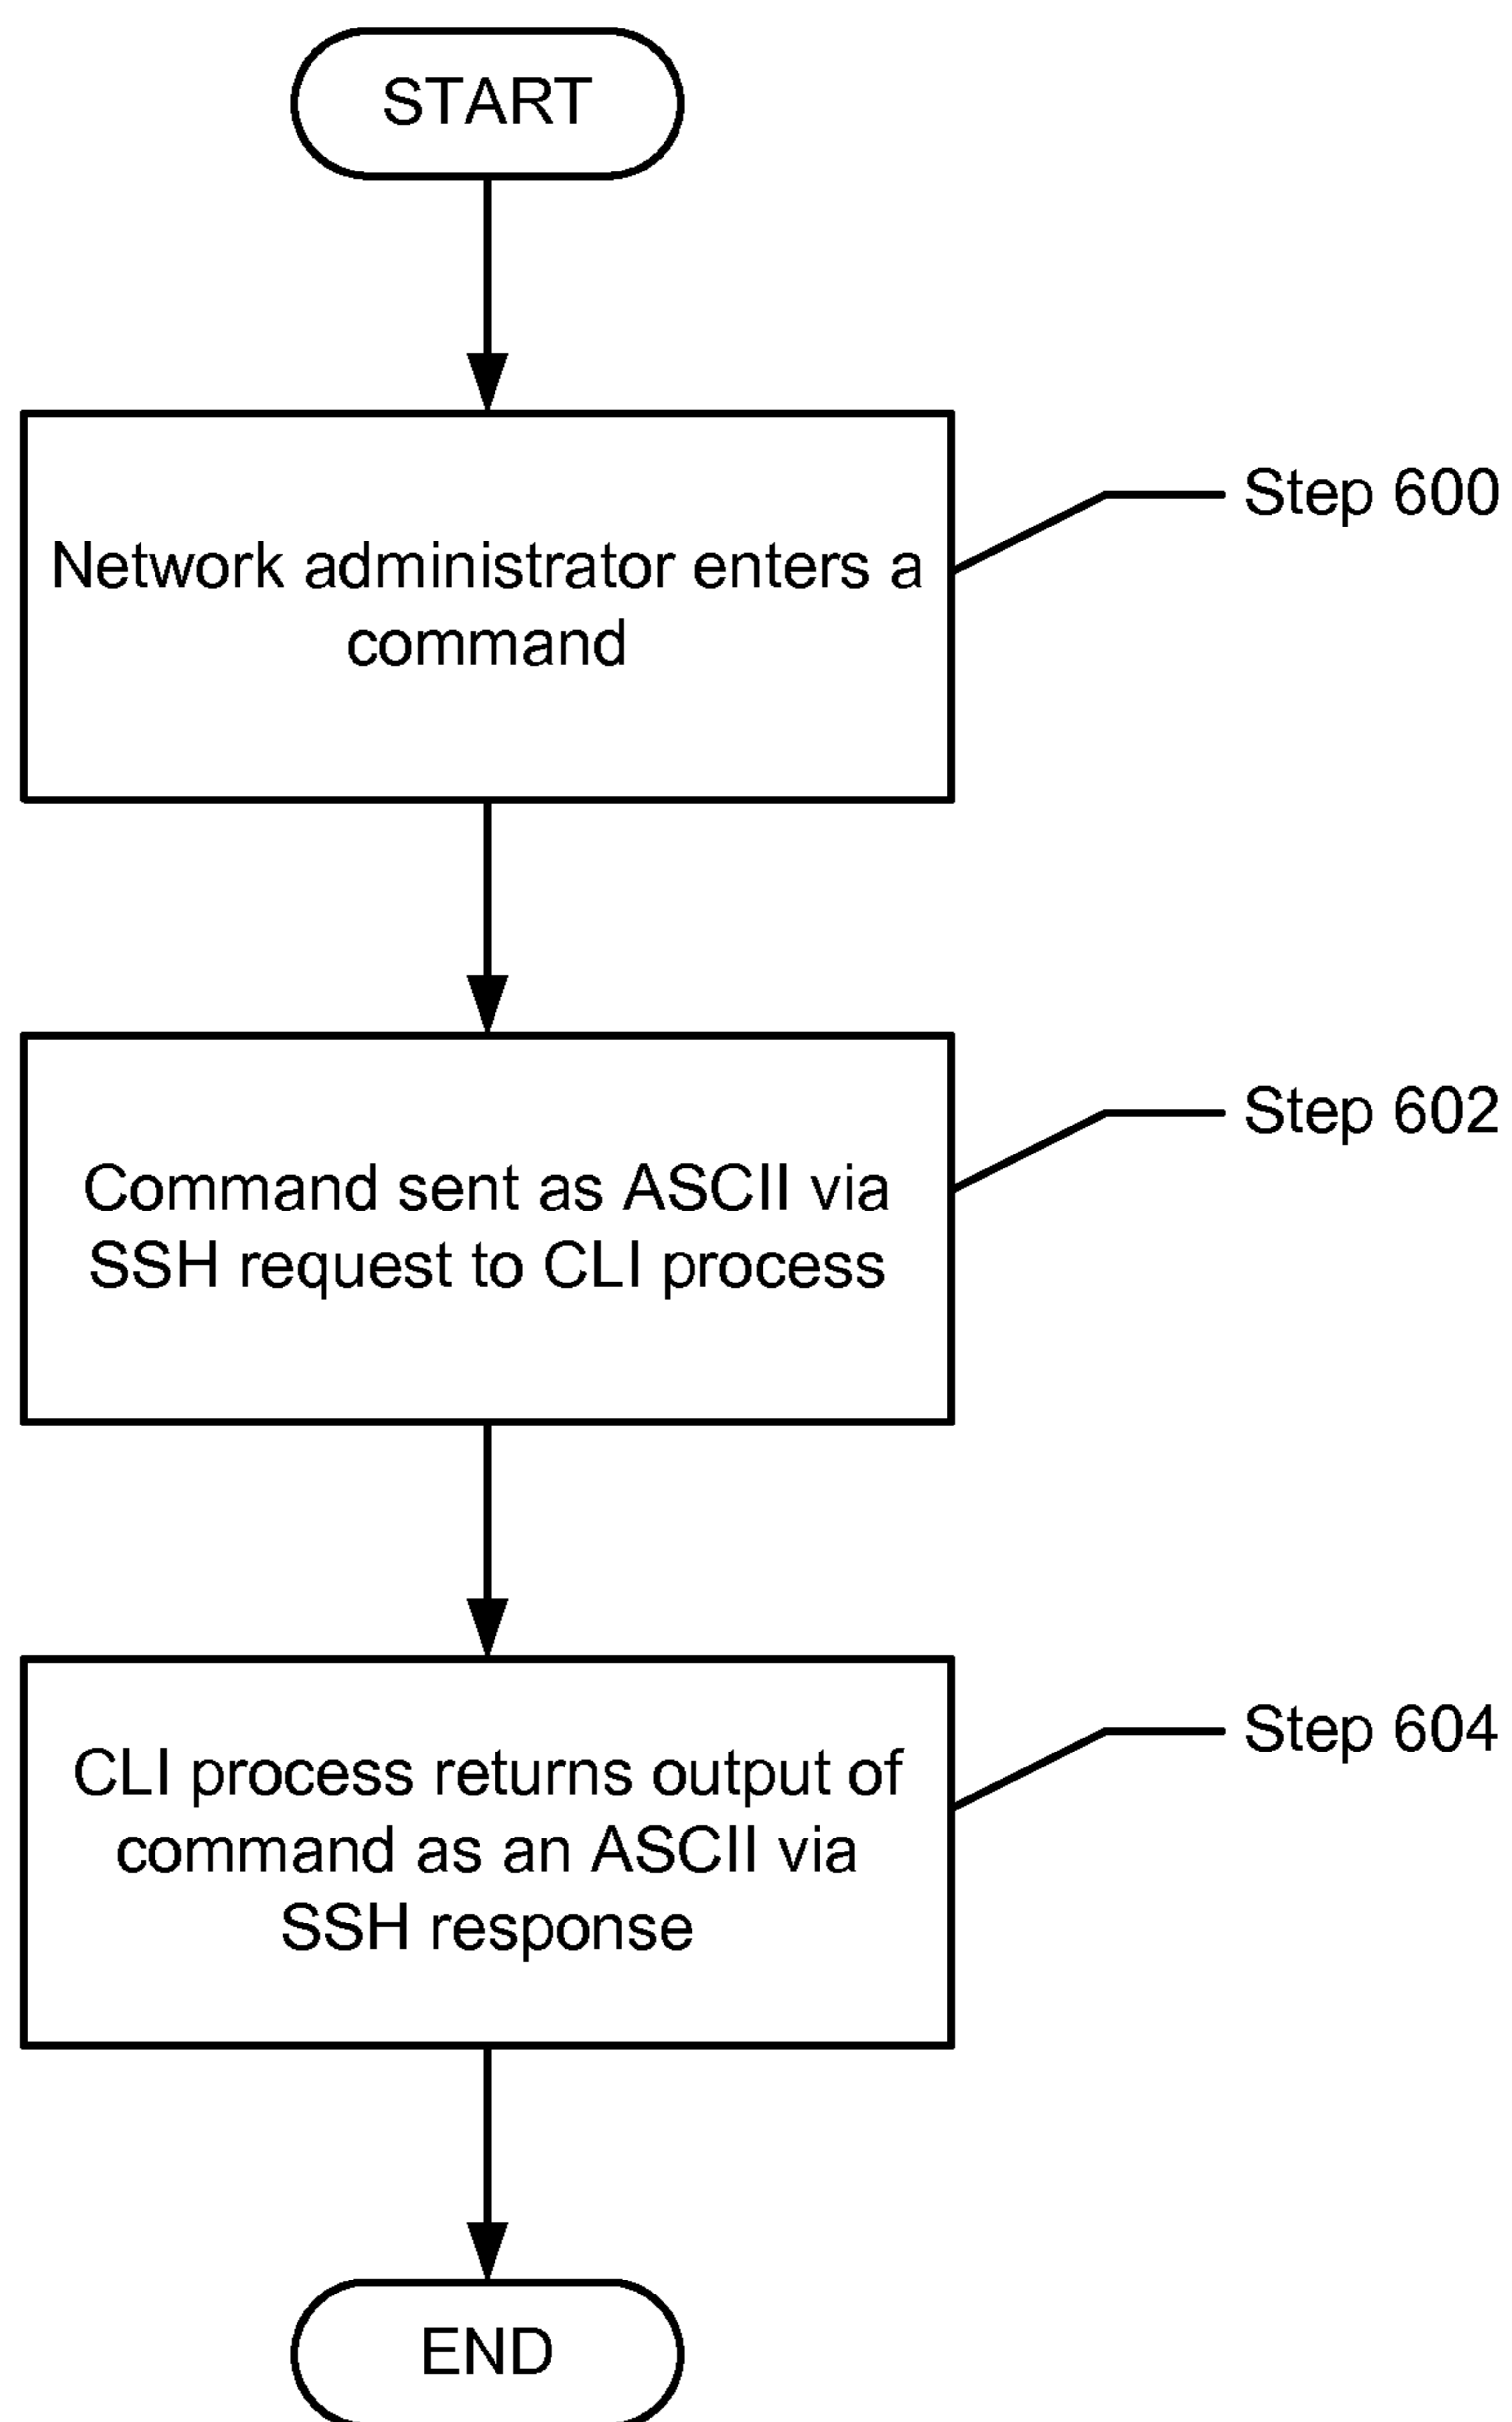 START
Network administrator enters a
command
Step 600
Command sent as ASCII via
SSH request to CLI process
Step 602
CLI process returns output of
command as an ASCII via
SSH response
Step 604
END